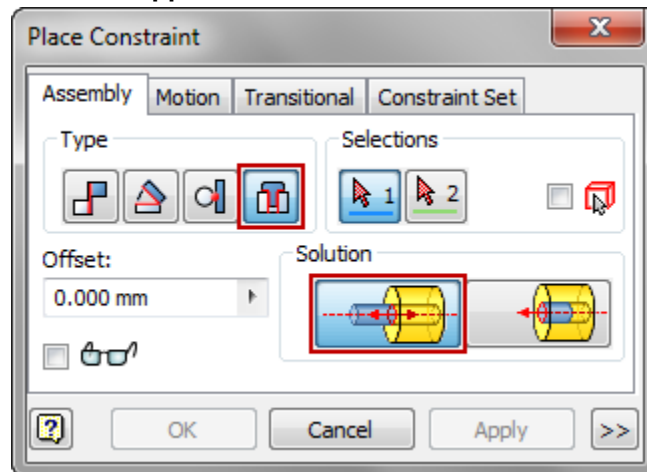 Place Constraint
Assembly Motion Transitional Constraint Set
Type Selections
1 2
Offset: Solution
0.000 mm
? OK Cancel Apply >>